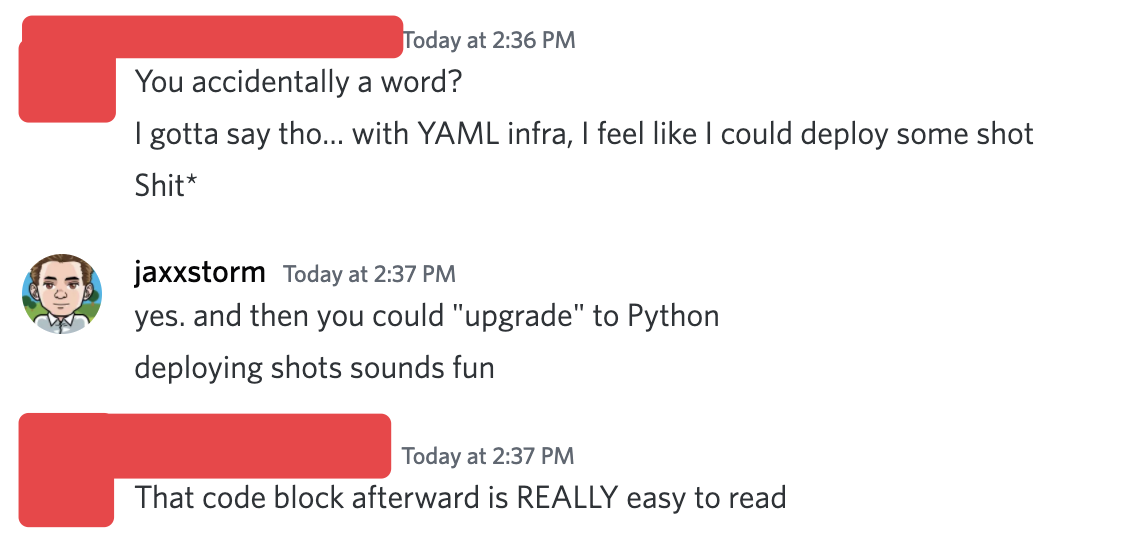 Today at 2:36 PM
You accidentally a word?
I gotta say tho... with YAML infra, I feel like I could deploy some shot
Shit*
jaxxstorm Today at 2:37 PM
yes. and then you could "upgrade" to Python
deploying shots sounds fun
Today at 2:37 PM
That code block afterward is REALLY easy to read